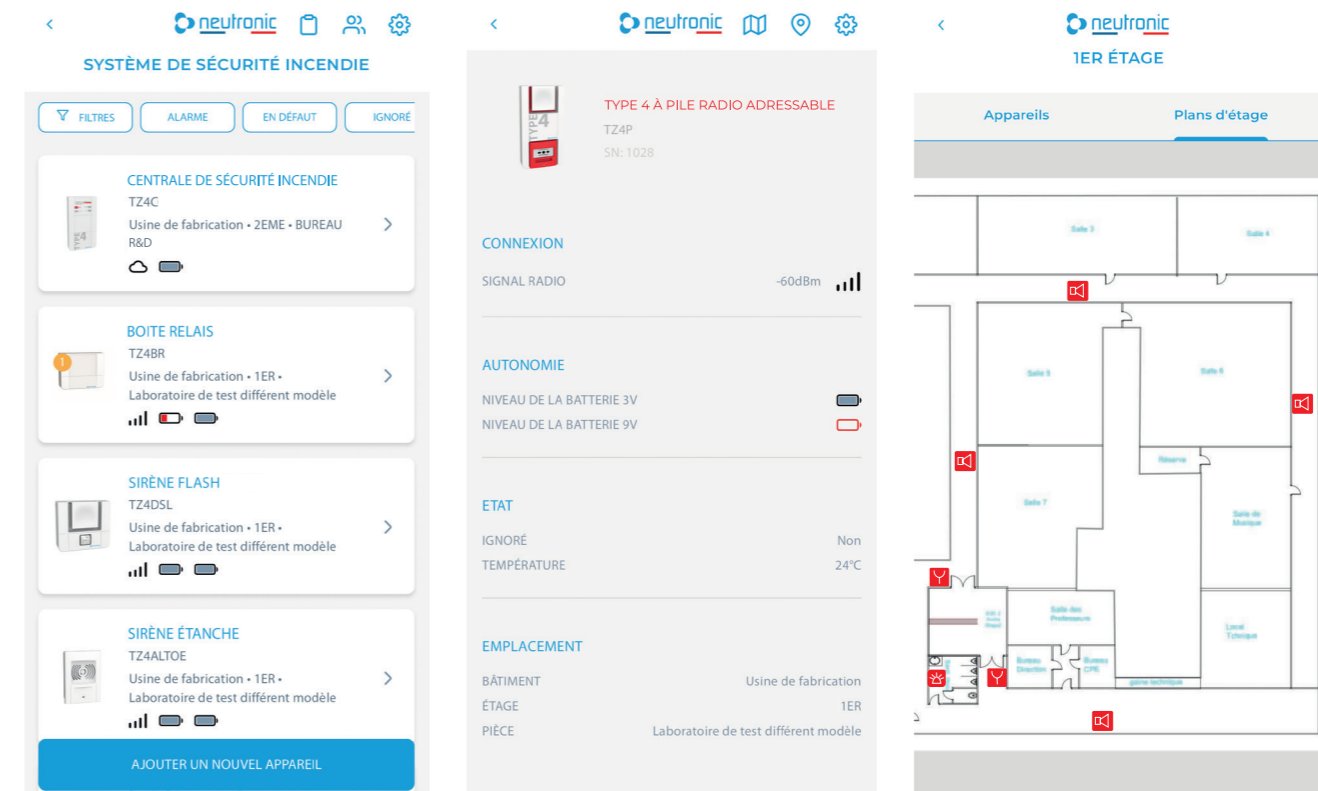 neutronic
SYSTÈME DE SÉCURITÉ INCENDIE
FILTRES
ALARME
EN DÉFAUT
IGNORÉ
CENTRALE DE SÉCURITÉ INCENDIE
TZ4C
Usine de fabrication • 2EME • BUREAU
R&D
BOITE RELAIS
1
TZ4BR
Usine de fabrication • 1ER •
Laboratoire de test différent modèle
SIRÈNE FLASH
TZ4DSL
Usine de fabrication • 1ER •
Laboratoire de test différent modèle
SIRÈNE ÉTANCHE
TZ4ALTOE
Usine de fabrication • 1ER •
Laboratoire de test différent modèle
AJOUTER UN NOUVEL APPAREIL
neutronic
TYPE 4
TYPE 4 À PILE RADIO ADRESSABLE
TZ4P
SN: 1028
CONNEXION
SIGNAL RADIO
-60dBm
AUTONOMIE
NIVEAU DE LA BATTERIE 3V
NIVEAU DE LA BATTERIE 9V
ETAT
IGNORÉ
Non
TEMPÉRATURE
24°C
EMPLACEMENT
BÂTIMENT
Usine de fabrication
ÉTAGE
1ER
PIÈCE
Laboratoire de test différent modèle
neutronic
1ER ÉTAGE
Appareils
Plans d'étage
Salle 3
Salle 4
Réserve
Salle 7
Salle de
Musique
Salle des
Professeurs
Local
Bureau
Direction
Bureau
CPE
gaine technique